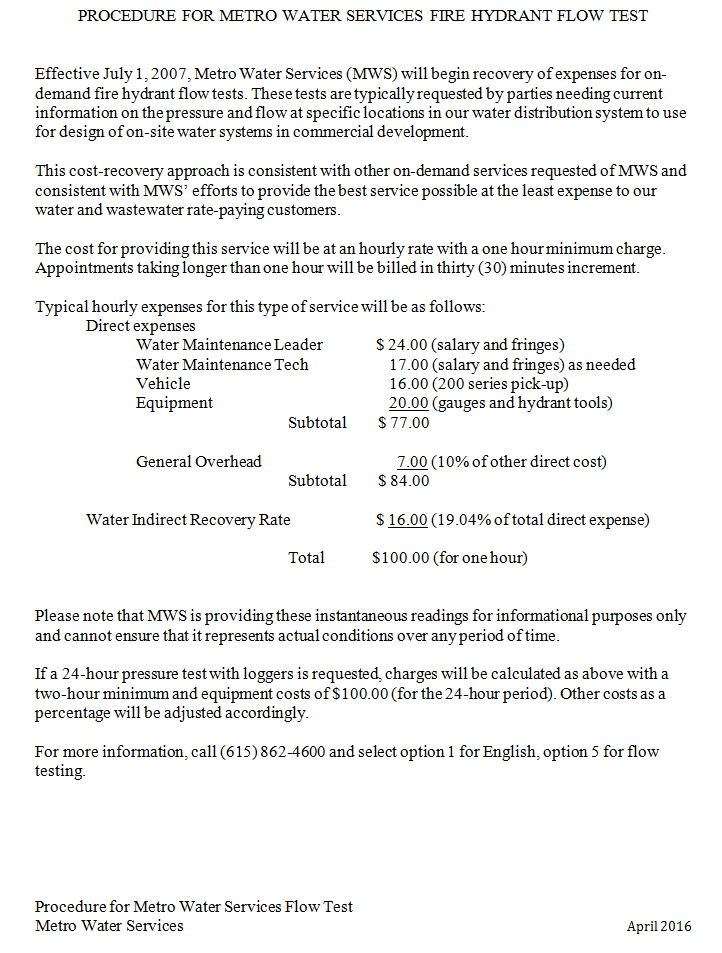 PROCEDURE FOR METRO WATER SERVICES FIRE HYDRANT FLOW TEST
Effective July 1, 2007, Metro Water Services (MWS) will begin recovery of expenses for on-
demand fire hydrant flow tests. These tests are typically requested by parties needing current
information on the pressure and flow at specific locations in our water distribution system to use
for design of on-site water systems in commercial development.
This cost-recovery approach is consistent with other on-demand services requested of MWS and
consistent with MWS' efforts to provide the best service possible at the least expense to our
water and wastewater rate-paying customers.
The cost for providing this service will be at an hourly rate with a one hour minimum charge.
Appointments taking longer than one hour will be billed in thirty (30) minutes increment.
Typical hourly expenses for this type of service will be as follows:
Direct expenses
Water Maintenance Leader $ 24.00 (salary and fringes)
Water Maintenance Tech 17.00 (salary and fringes) as needed
Vehicle 16.00 (200 series pick-up)
Equipment 20.00 (gauges and hydrant tools)
Subtotal $ 77.00
General Overhead 7.00 (10% of other direct cost)
Subtotal $ 84.00
Water Indirect Recovery Rate $ 16.00 (19.04% of total direct expense)
Total $100.00 (for one hour)
Please note that MWS is providing these instantaneous readings for informational purposes only
and cannot ensure that it represents actual conditions over any period of time.
If a 24-hour pressure test with loggers is requested, charges will be calculated as above with a
two-hour minimum and equipment costs of $100.00 (for the 24-hour period). Other costs as a
percentage will be adjusted accordingly.
For more information, call (615) 862-4600 and select option 1 for English, option 5 for flow
testing.
Procedure for Metro Water Services Flow Test
Metro Water Services April 2016